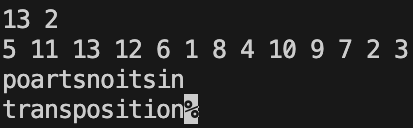 13 2
5 11 13 12 6 1 8 4 10 9 7 2 3
poartsnoitsin
transposition%